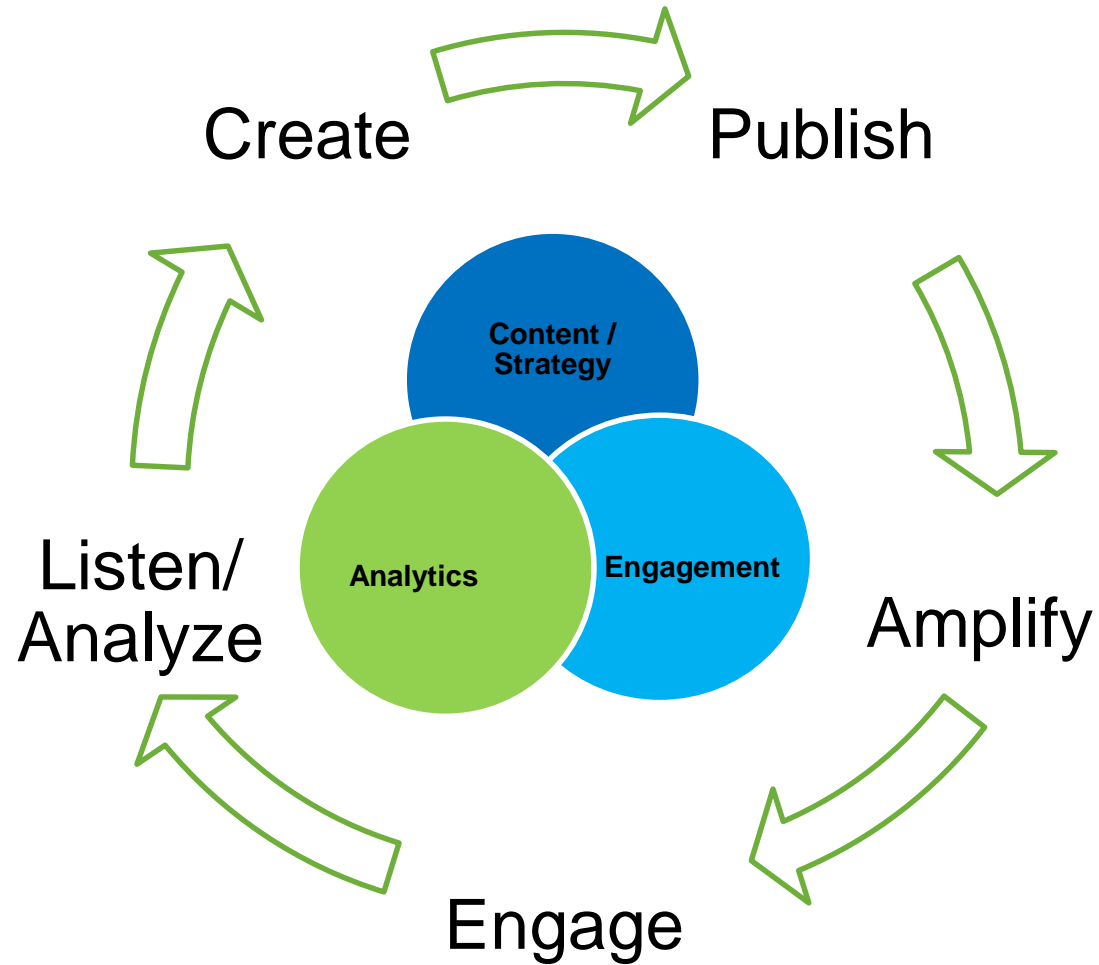 Create
Publish
Content /
Strategy
Listen/
Analyze
Analytics
Engagement
Amplify
Engage